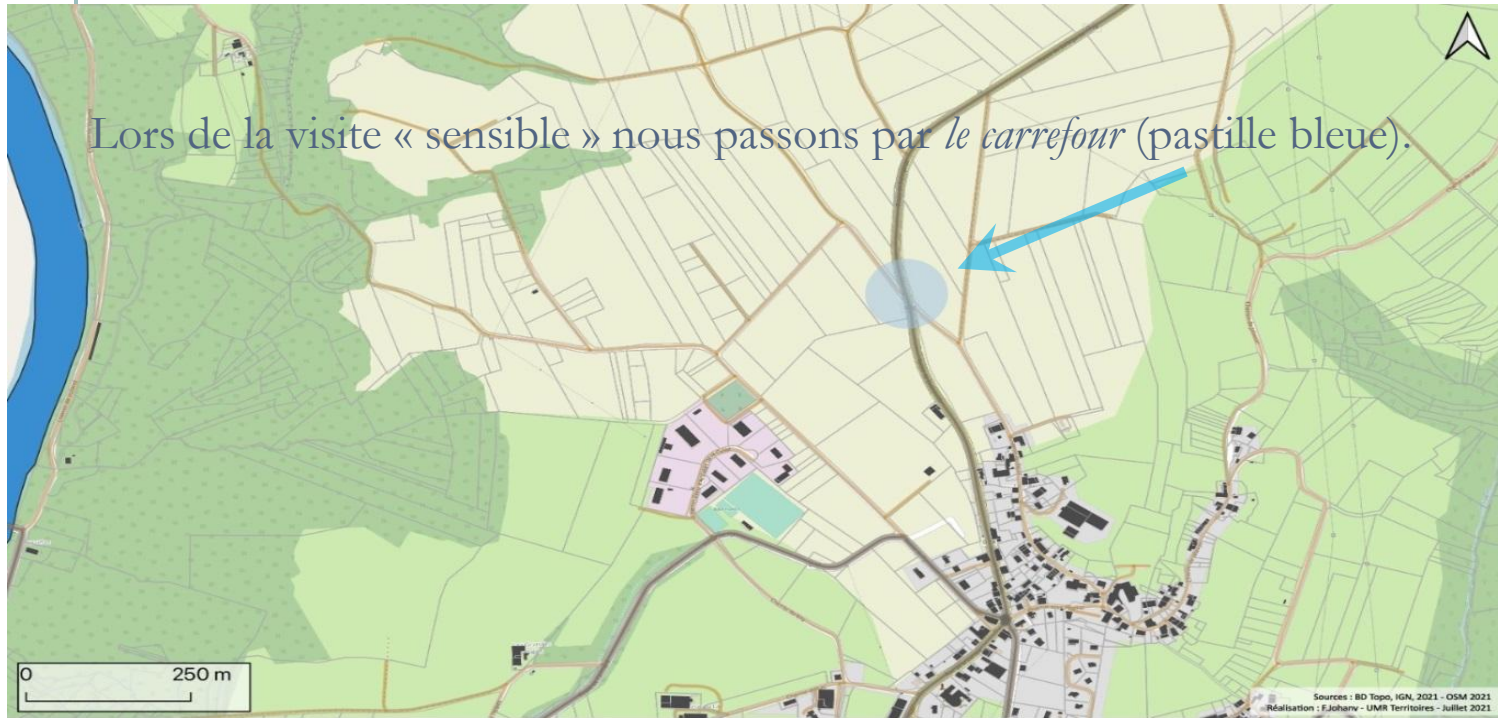 Lors de la visite « sensible » nous passons par le carrefour (pastille bleue).
0 250 m
Sources : BD Topo, IGN, 2021 - OSM 2021
Réalisation : F.Johany - UMR Territoires - Juillet 2021